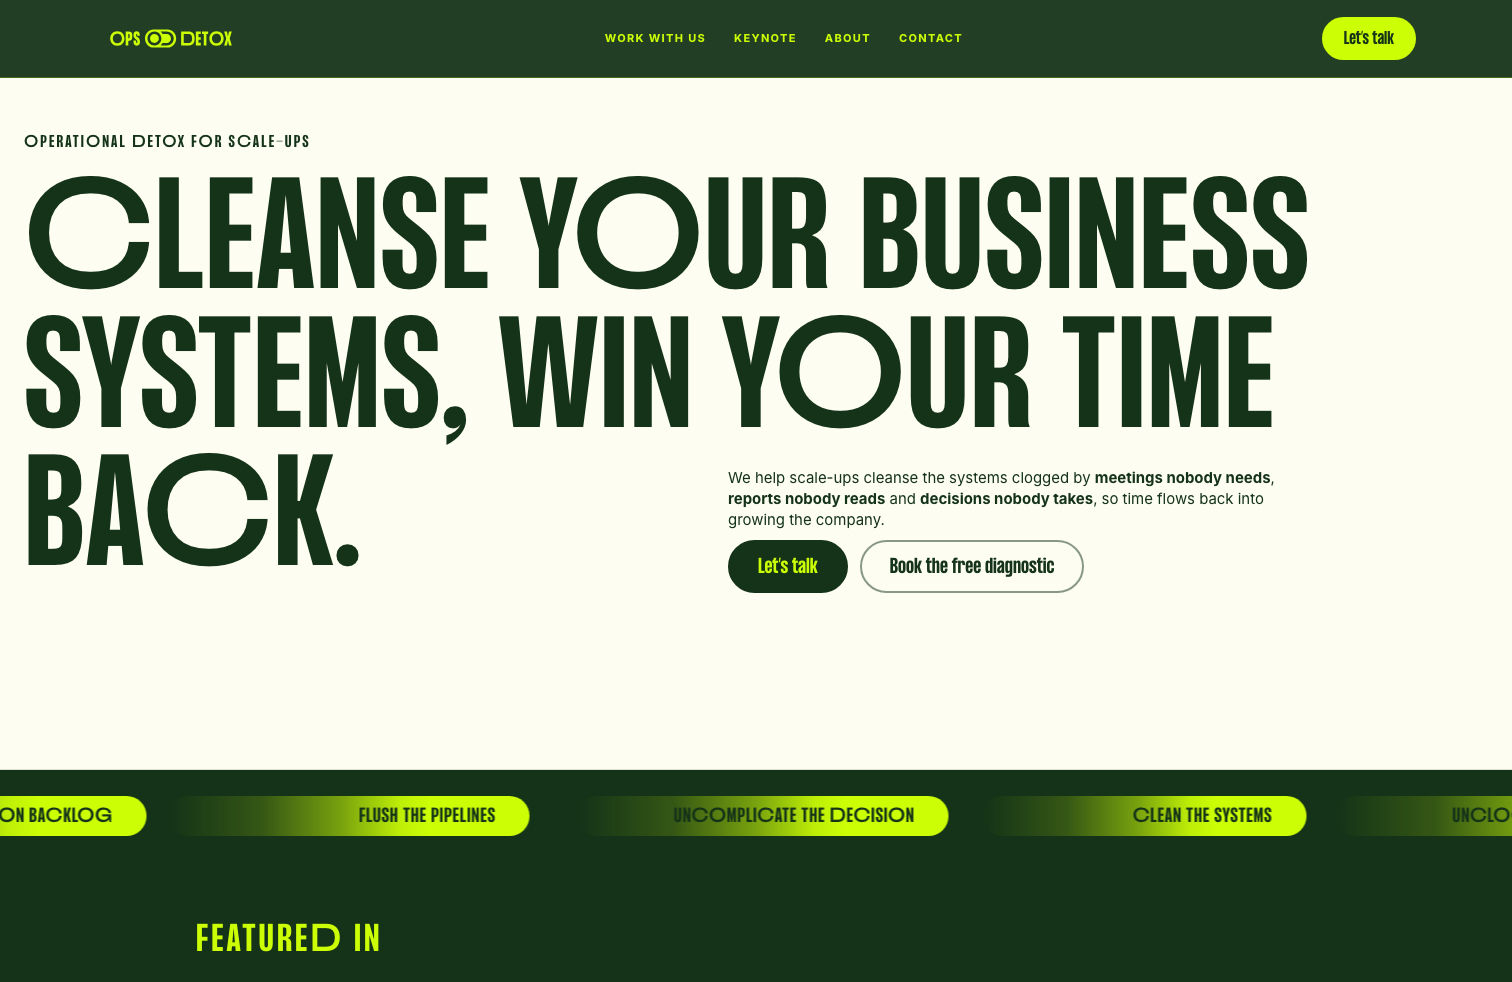 OPS DETOX
WORK WITH US
KEYNOTE
ABOUT
CONTACT
Let's talk
OPERATIONAL DETOX FOR SCALE-UPS
CLEANSE YOUR BUSINESS
SYSTEMS, WIN YOUR TIME
BACK.
We help scale-ups cleanse the systems clogged by meetings nobody needs,
reports nobody reads and decisions nobody takes, so time flows back into
growing the company.
Let's talk
Book the free diagnostic
ON BACKLOG
FLUSH THE PIPELINES
UNCOMPLICATE THE DECISION
CLEAN THE SYSTEMS
FEATURED IN